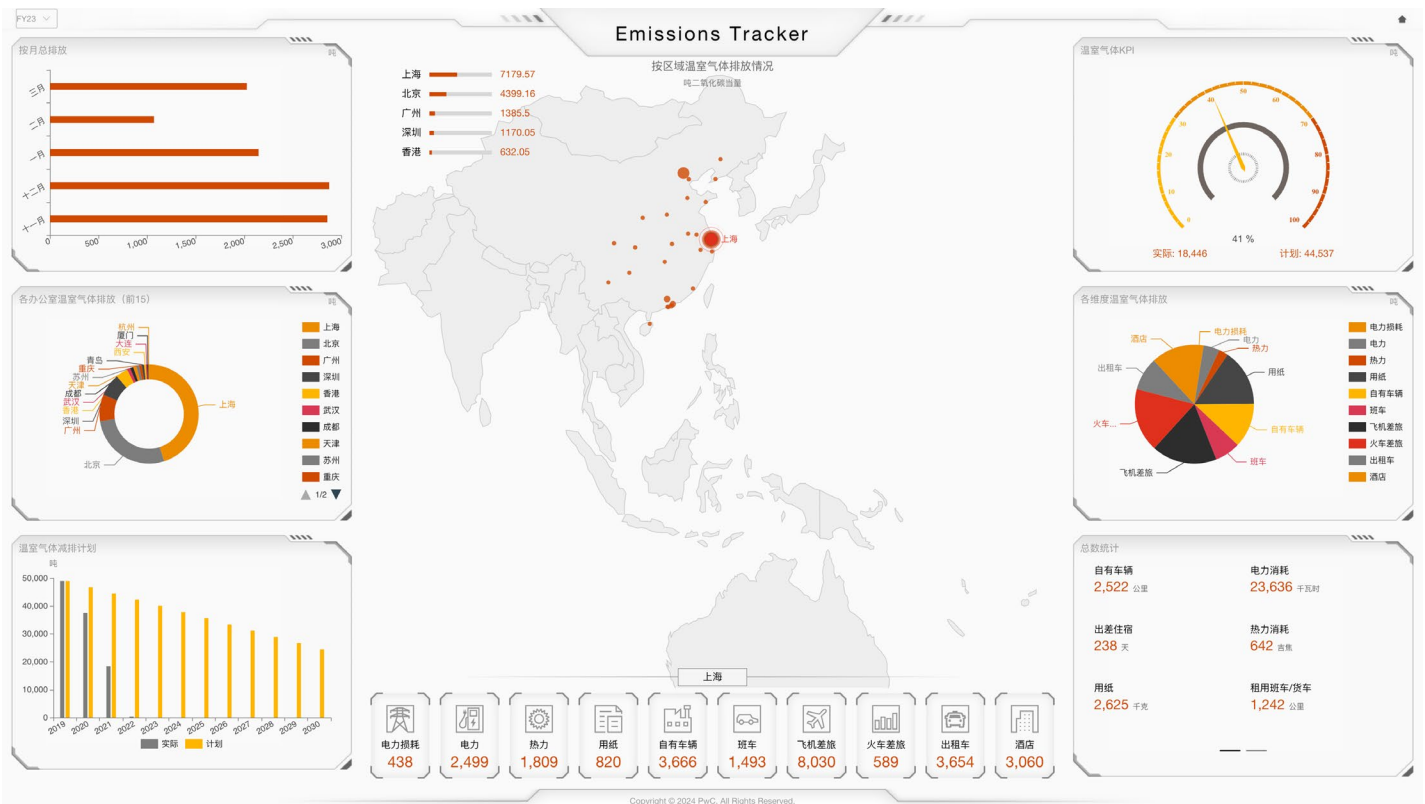 FY23
Emissions Tracker
按月总排放
吨
三月
二月
一月
十二月
十一月
0
500
1,000
1,500
2,000
2,500
3,000
按区域温室气体排放情况
吨二氧化碳当量
上海 7179.57
北京 4399.16
广州 1385.5
深圳 1170.05
香港 632.05
上海
温室气体KPI
吨
0
10
20
30
40
50
60
70
80
90
100
41 %
实际: 18,446
计划: 44,537
各办公室温室气体排放（前15）
吨
杭州
厦门
大连
西安
青岛
重庆
苏州
天津
成都
武汉
香港
深圳
广州
北京
上海
上海
北京
广州
深圳
香港
武汉
成都
天津
苏州
重庆
1/2
各维度温室气体排放
吨
电力损耗
电力
热力
用纸
自有车辆
班车
飞机差旅
火车...
出租车
酒店
电力损耗
电力
热力
用纸
自有车辆
班车
飞机差旅
火车差旅
出租车
酒店
温室气体减排计划
吨
50,000
40,000
30,000
20,000
10,000
0
2019
2020
2021
2022
2023
2024
2025
2026
2027
2028
2029
2030
实际
计划
总数统计
自有车辆
2,522 公里
电力消耗
23,636 千瓦时
出差住宿
238 天
热力消耗
642 吉焦
用纸
2,625 千克
租用班车/货车
1,242 公里
上海
电力损耗
438
电力
2,499
热力
1,809
用纸
820
自有车辆
3,666
班车
1,493
飞机差旅
8,030
火车差旅
589
出租车
3,654
酒店
3,060
Copyright © 2024 PwC. All Rights Reserved.